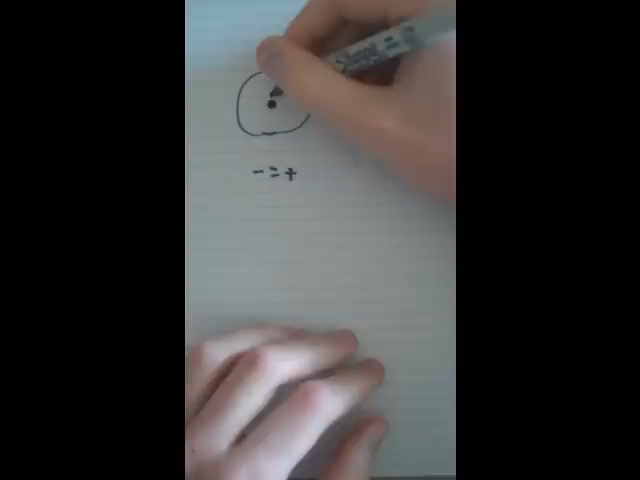 - = +